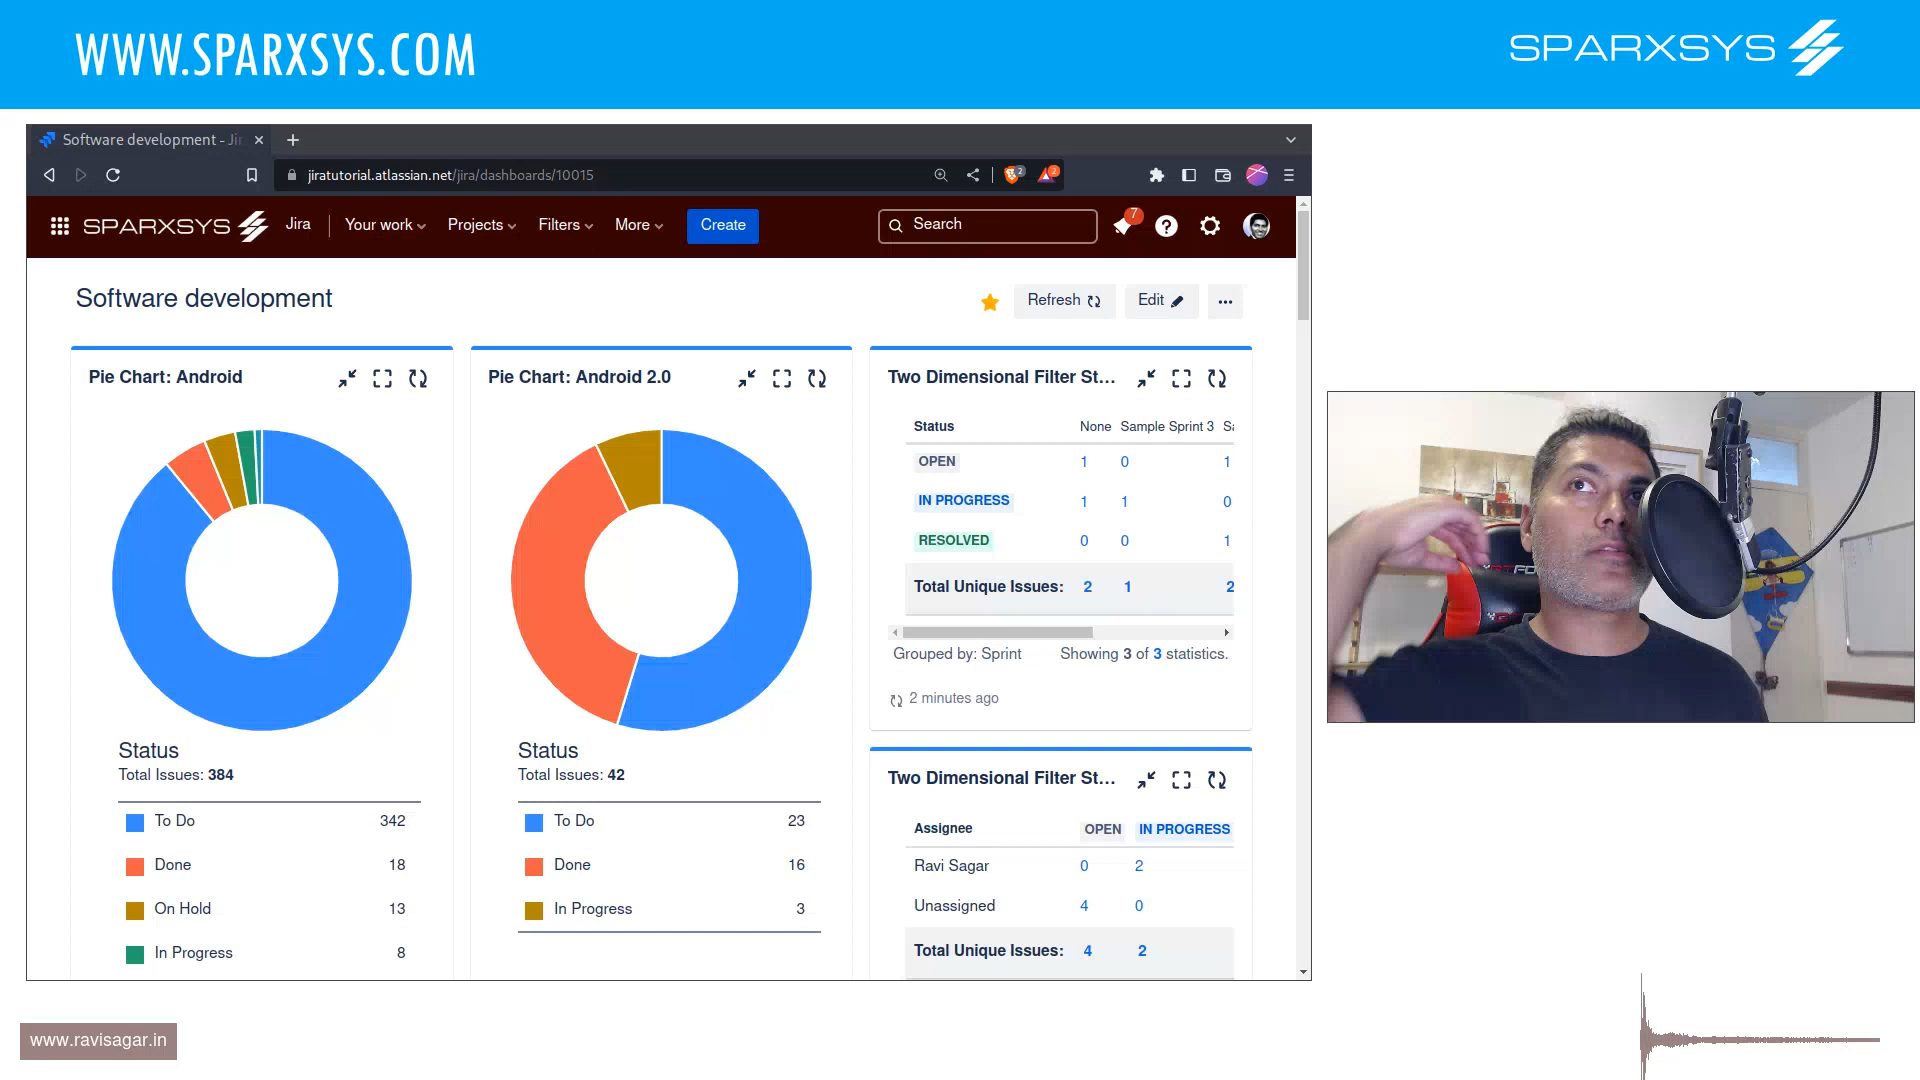 WWW.SPARXSYS.COM
SPARXSYS
Software development - Jir
jiratutorial.atlassian.net/jira/dashboards/10015
2
2
SPARXSYS
Jira
Your work
Projects
Filters
More
Create
Search
7
Software development
Refresh
Edit
Pie Chart: Android
Status
Total Issues: 384
To Do 342
Done 18
On Hold 13
In Progress 8
Pie Chart: Android 2.0
Status
Total Issues: 42
To Do 23
Done 16
In Progress 3
Two Dimensional Filter St...
Status None Sample Sprint 3 Sa
OPEN 1 0 1
IN PROGRESS 1 1 0
RESOLVED 0 0 1
Total Unique Issues: 2 1 2
Grouped by: Sprint Showing 3 of 3 statistics.
2 minutes ago
Two Dimensional Filter St...
Assignee OPEN IN PROGRESS
Ravi Sagar 0 2
Unassigned 4 0
Total Unique Issues: 4 2
www.ravisagar.in